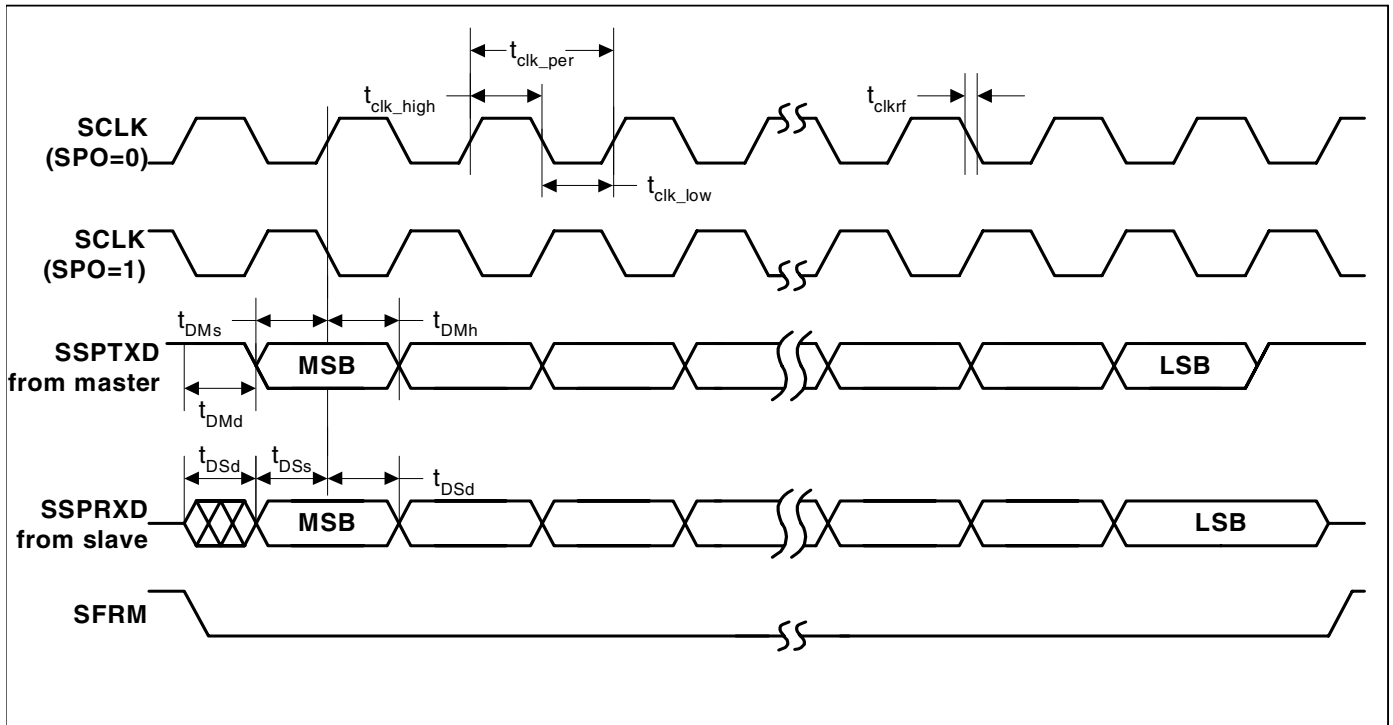 t_clk_per
t_clk_high
t_clkrf
SCLK
(SPO=0)
t_clk_low
SCLK
(SPO=1)
t_DMs
t_DMh
SSPTXD
from master
MSB
LSB
t_DMd
t_DSd
t_DSs
t_DSd
SSPRXD
from slave
MSB
LSB
SFRM